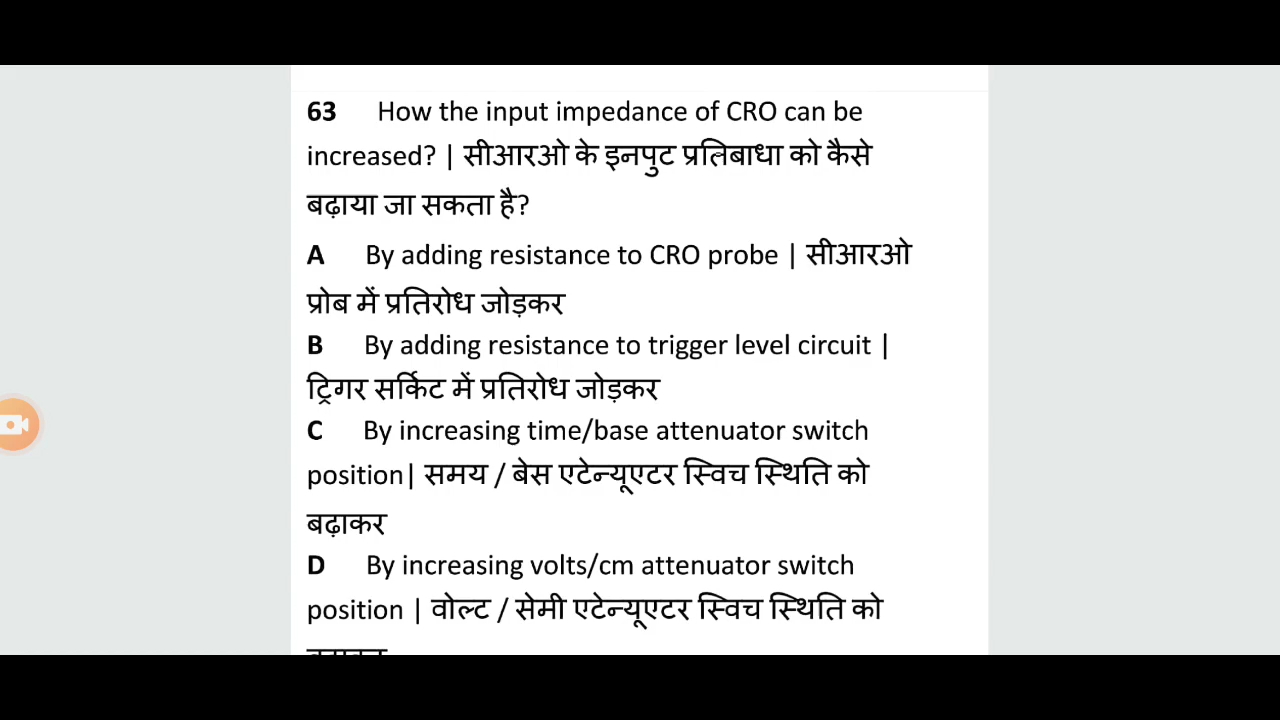 63 How the input impedance of CRO can be
increased? | सीआरओ के इनपुट प्रतिबाधा को कैसे
बढ़ाया जा सकता है?
A By adding resistance to CRO probe | सीआरओ
प्रोब में प्रतिरोध जोड़कर
B By adding resistance to trigger level circuit |
ट्रिगर सर्किट में प्रतिरोध जोड़कर
C By increasing time/base attenuator switch
position| समय / बेस एटेन्यूएटर स्विच स्थिति को
बढ़ाकर
D By increasing volts/cm attenuator switch
position | वोल्ट / सेमी एटेन्यूएटर स्विच स्थिति को